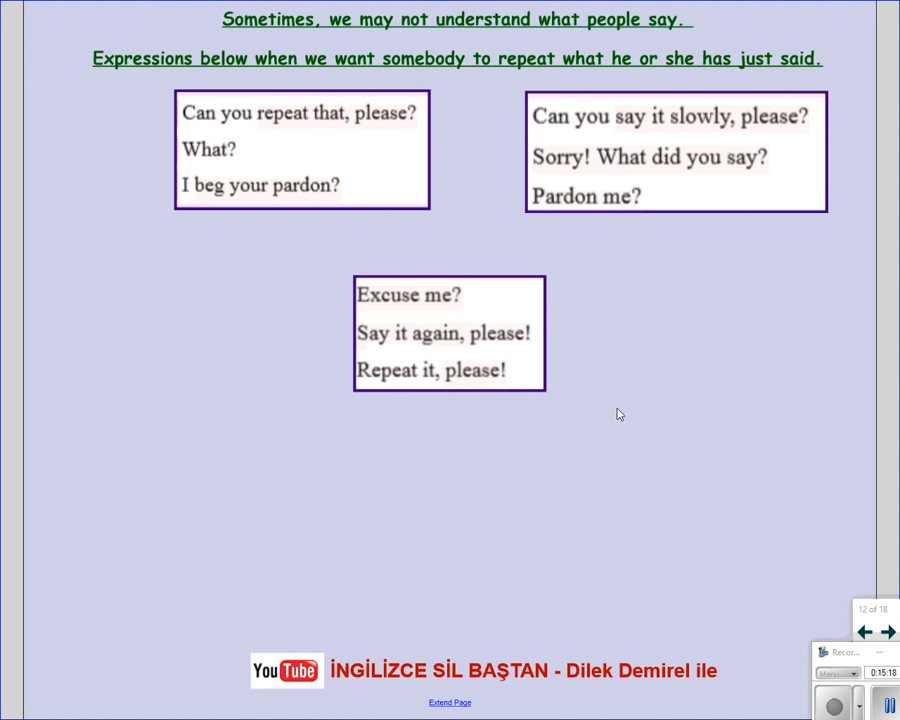 Sometimes, we may not understand what people say.
Expressions below when we want somebody to repeat what he or she has just said.
Can you repeat that, please?
What?
I beg your pardon?
Can you say it slowly, please?
Sorry! What did you say?
Pardon me?
Excuse me?
Say it again, please!
Repeat it, please!
12 of 18
Recor...
Menu
0:15:18
YouTube İNGİLİZCE SİL BAŞTAN - Dilek Demirel ile
Extend Page